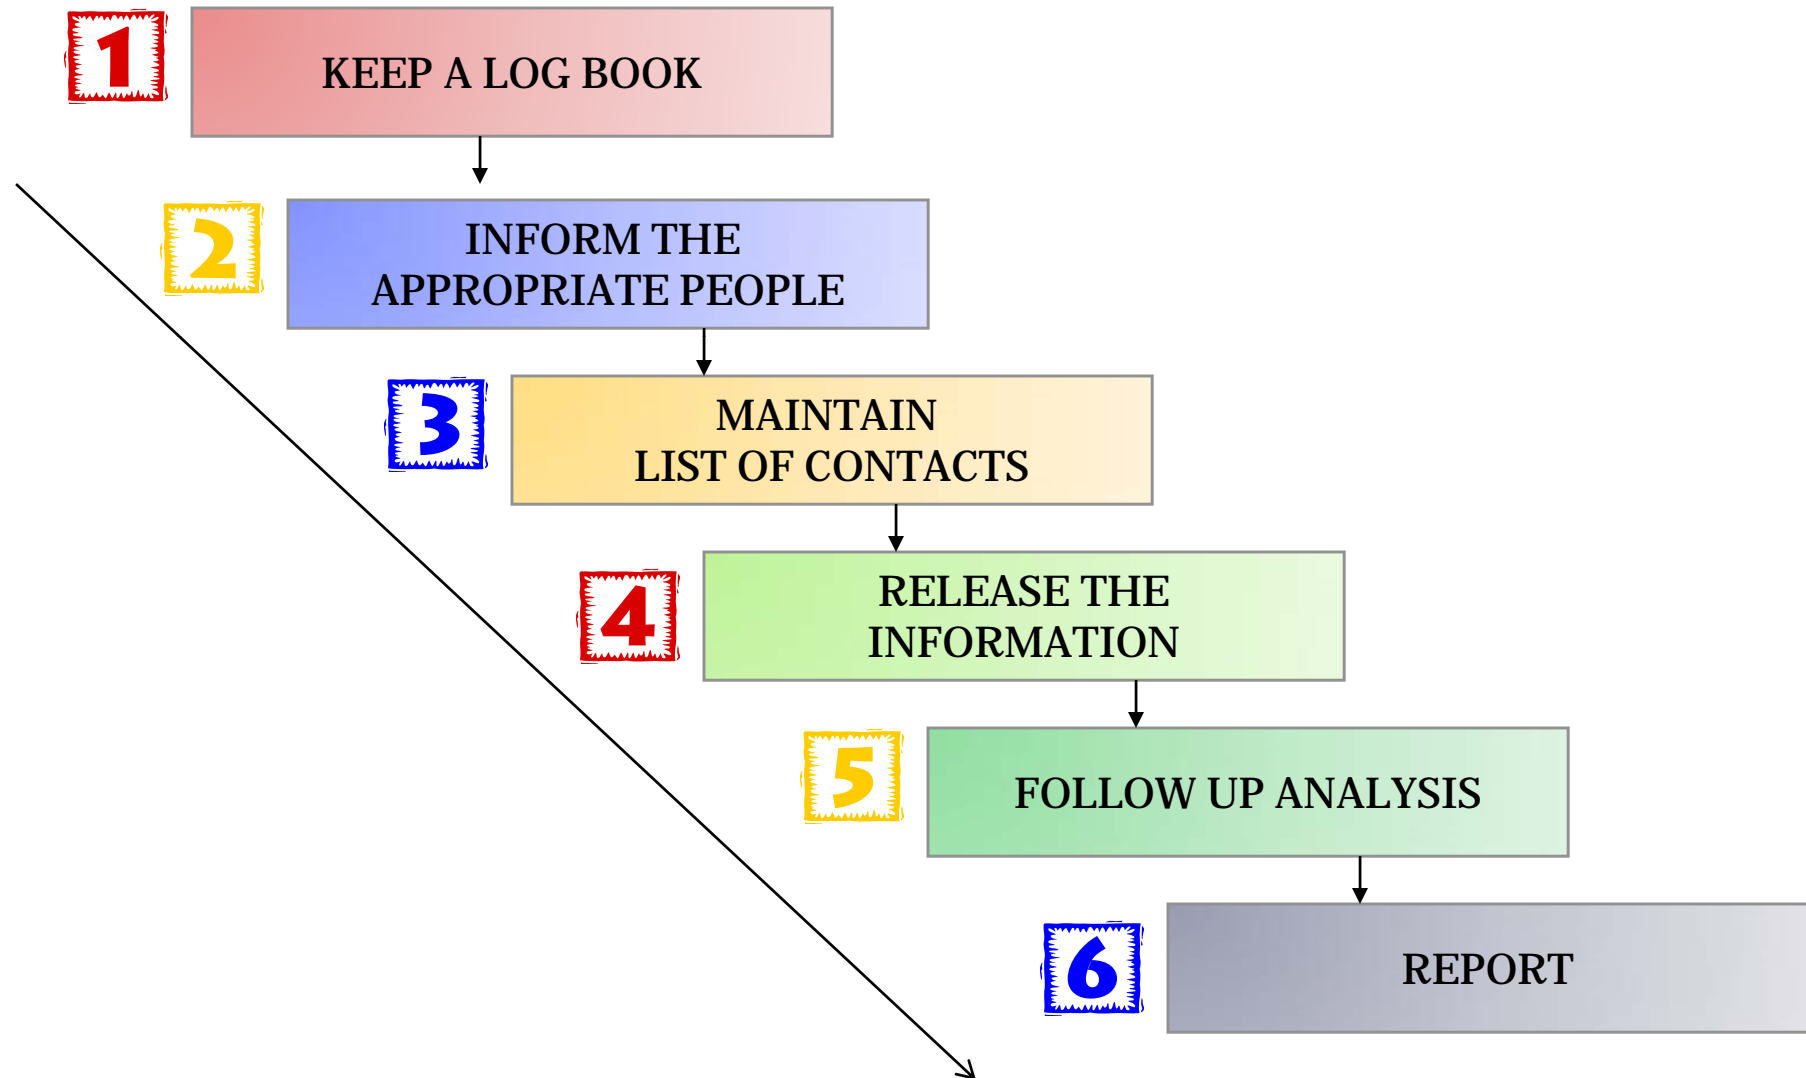 1
KEEP A LOG BOOK
2
INFORM THE
APPROPRIATE PEOPLE
3
MAINTAIN
LIST OF CONTACTS
4
RELEASE THE
INFORMATION
5
FOLLOW UP ANALYSIS
6
REPORT